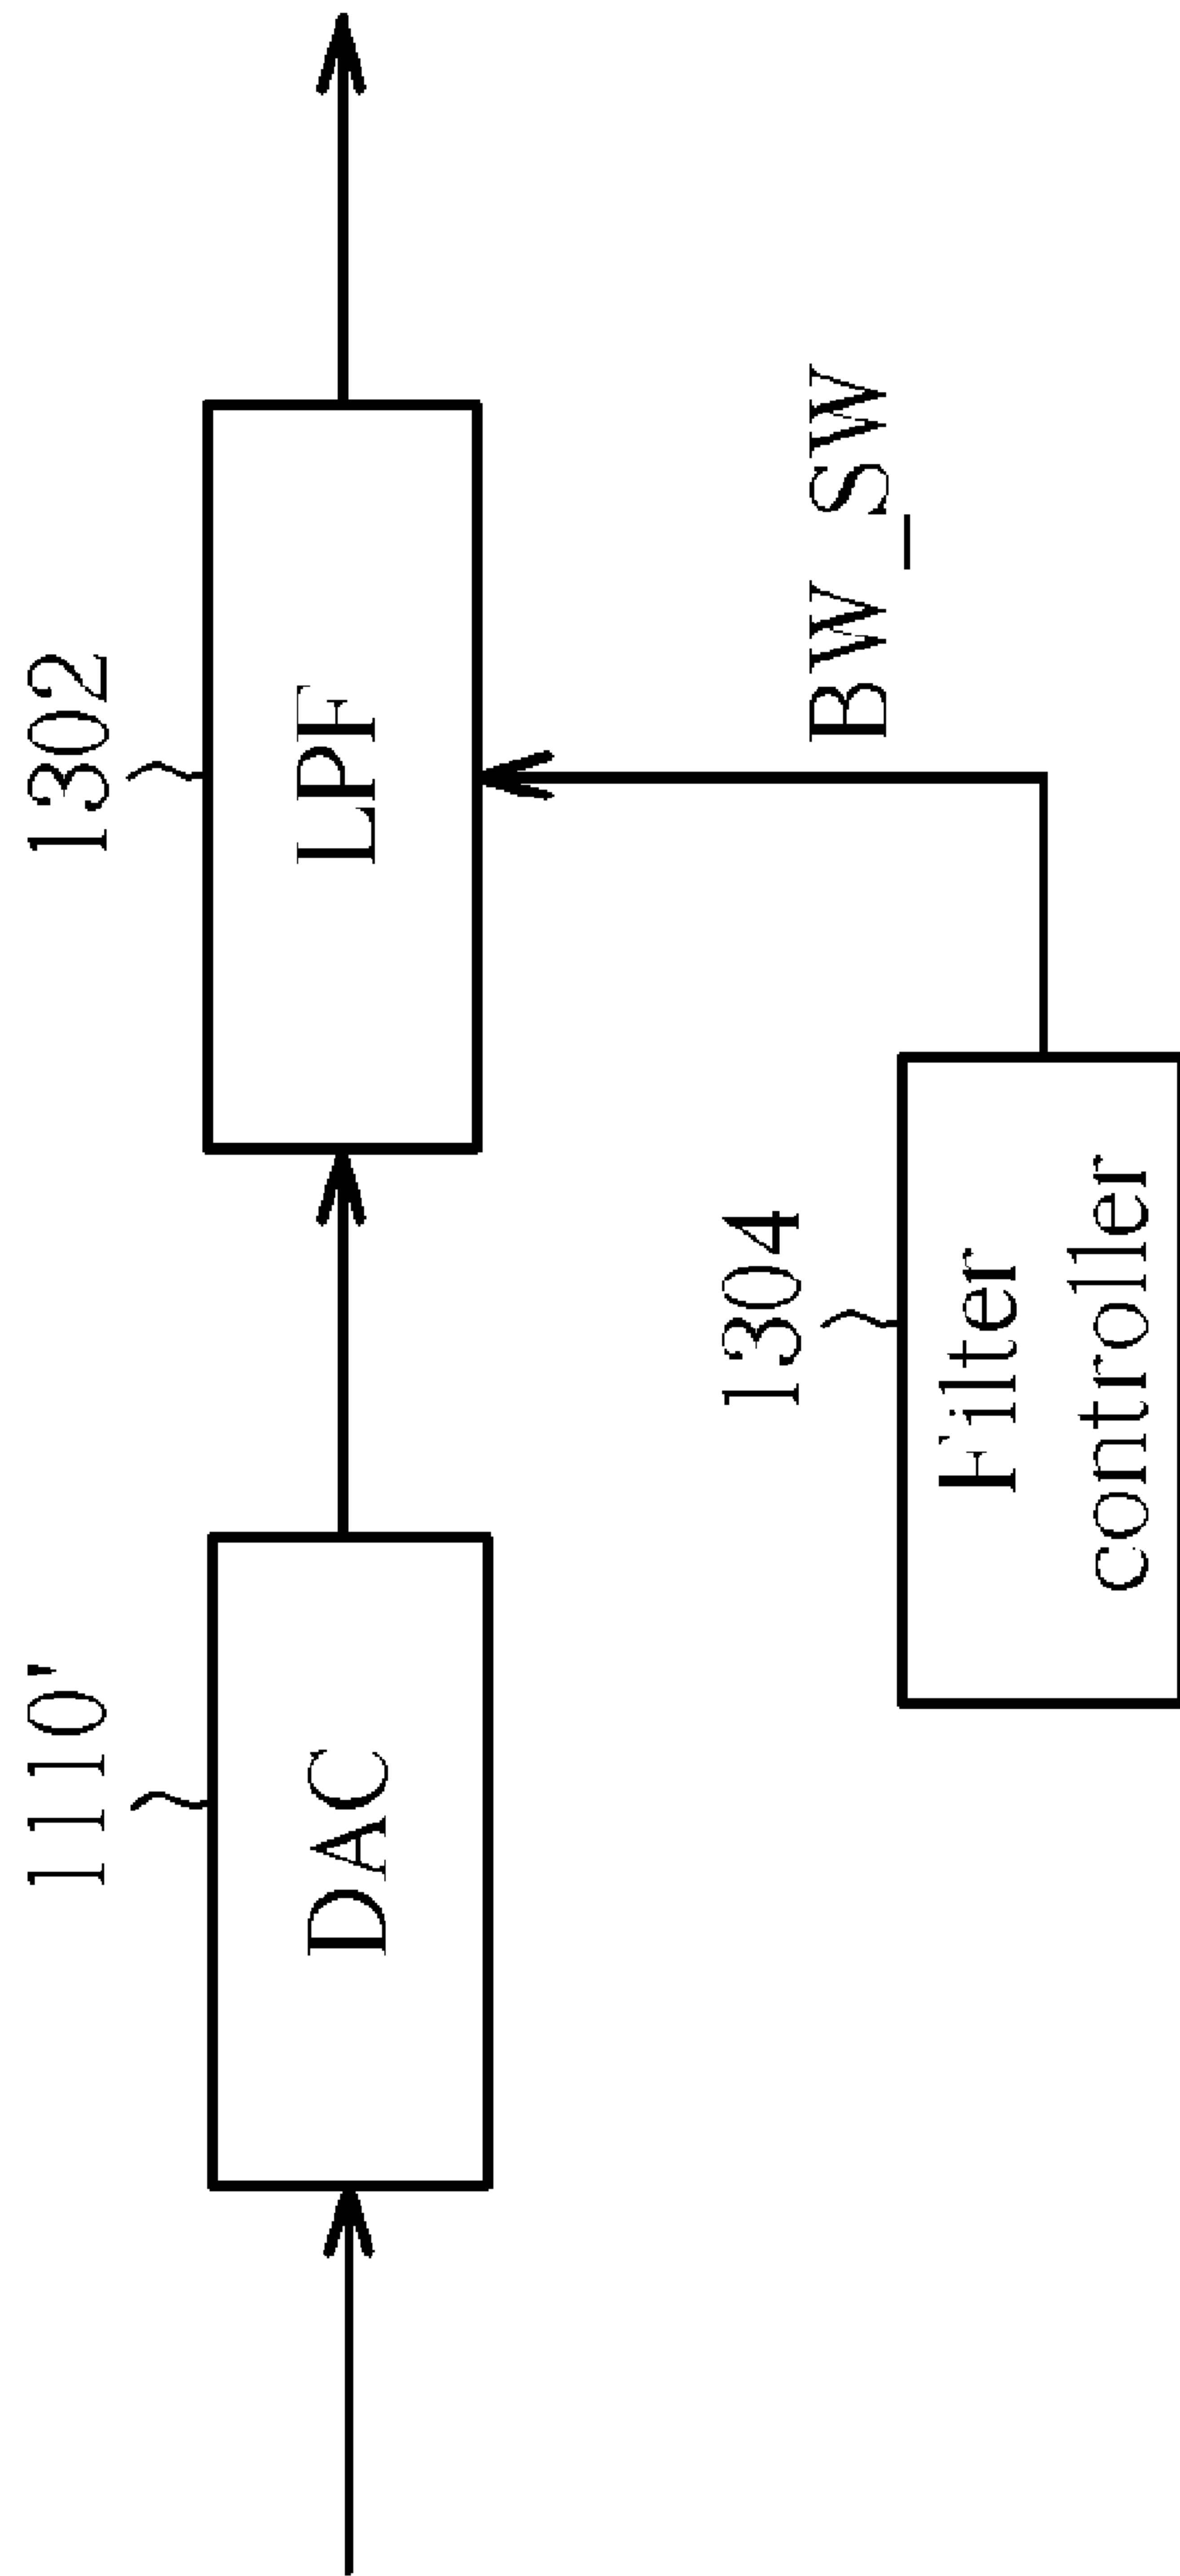 1110'
DAC
1302
LPF
BW_SW
1304
Filter
controller